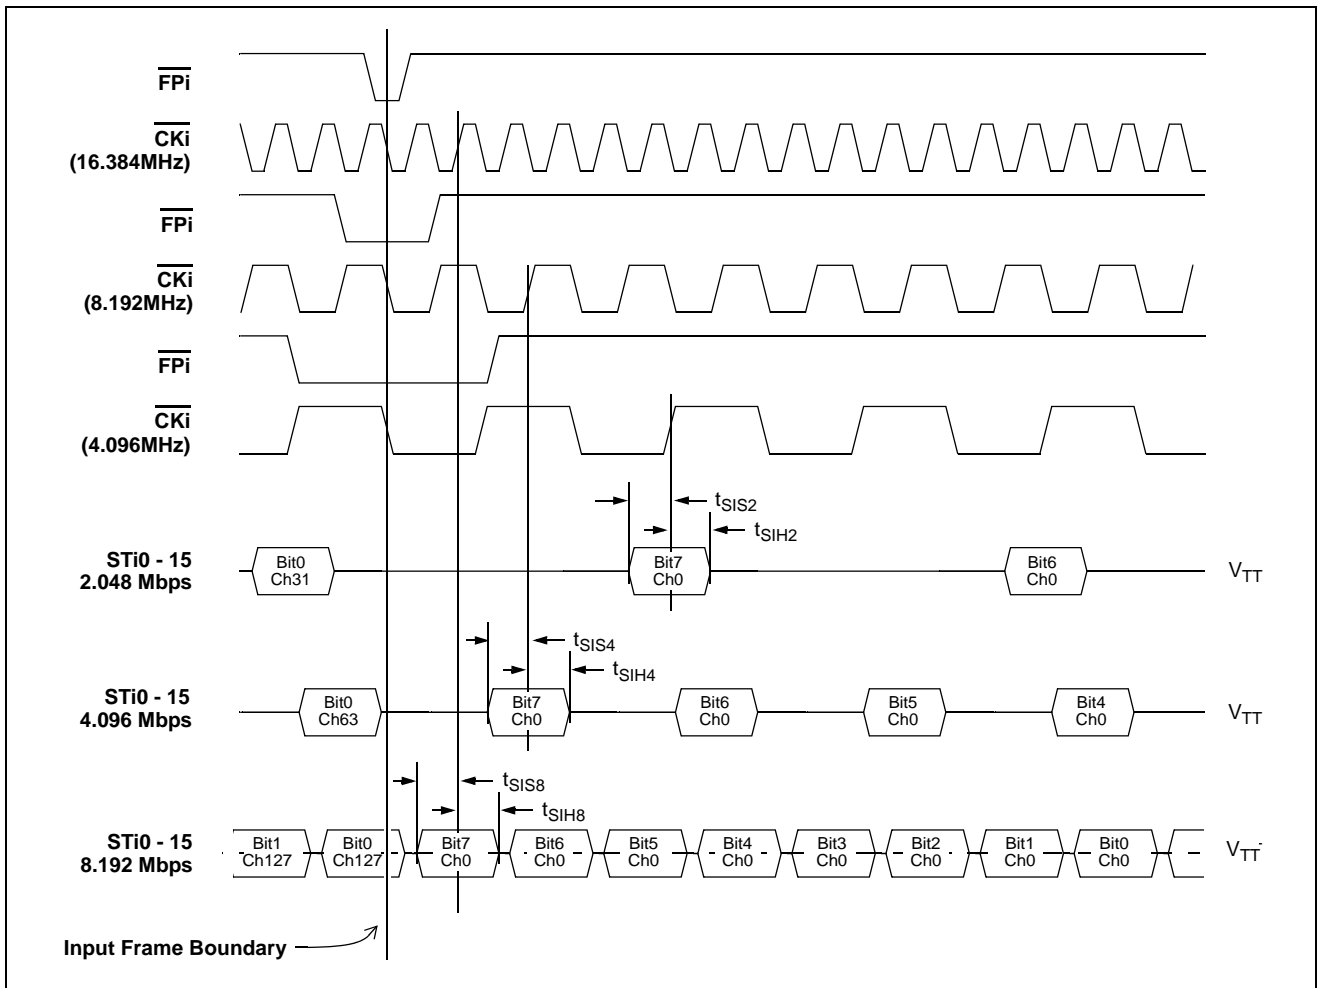 FPi
CKi
(16.384MHz)
FPi
CKi
(8.192MHz)
FPi
CKi
(4.096MHz)
tSIS2
tSIH2
STi0 - 15
2.048 Mbps
Bit0
Ch31
Bit7
Ch0
Bit6
Ch0
VTT
tSIS4
tSIH4
STi0 - 15
4.096 Mbps
Bit0
Ch63
Bit7
Ch0
Bit6
Ch0
Bit5
Ch0
Bit4
Ch0
VTT
tSIS8
tSIH8
STi0 - 15
8.192 Mbps
Bit1
Ch127
Bit0
Ch127
Bit7
Ch0
Bit6
Ch0
Bit5
Ch0
Bit4
Ch0
Bit3
Ch0
Bit2
Ch0
Bit1
Ch0
Bit0
Ch0
VTT
Input Frame Boundary